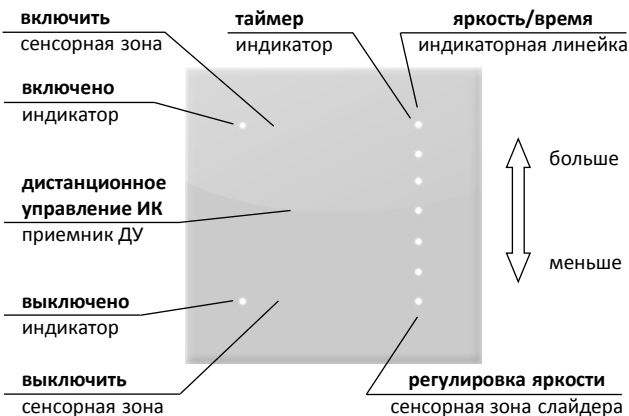 включить
сенсорная зона
таймер
индикатор
яркость/время
индикаторная линейка
включено
индикатор
больше
дистанционное
управление ИК
приемник ДУ
меньше
выключено
индикатор
выключить
сенсорная зона
регулировка яркости
сенсорная зона слайдера